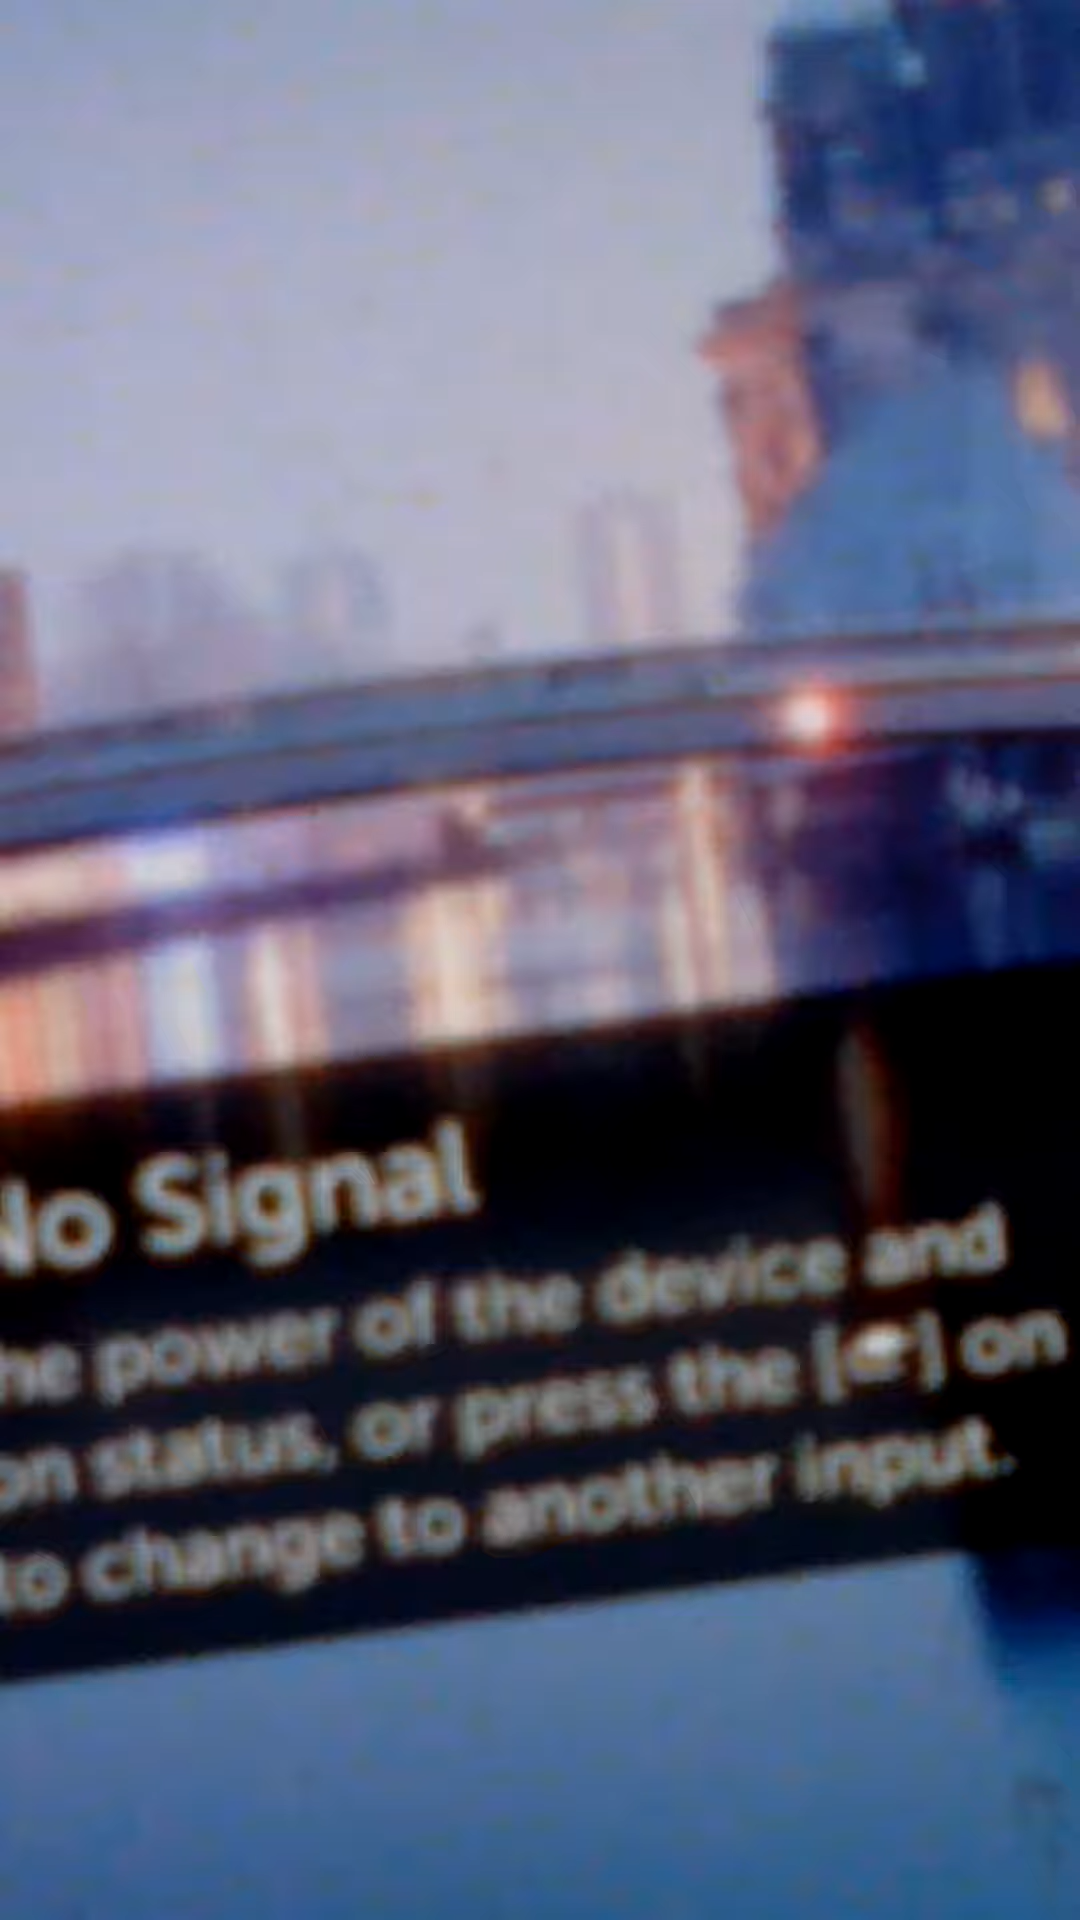 No Signal
he power of the device and
on status, or press the [] on
to change to another input.